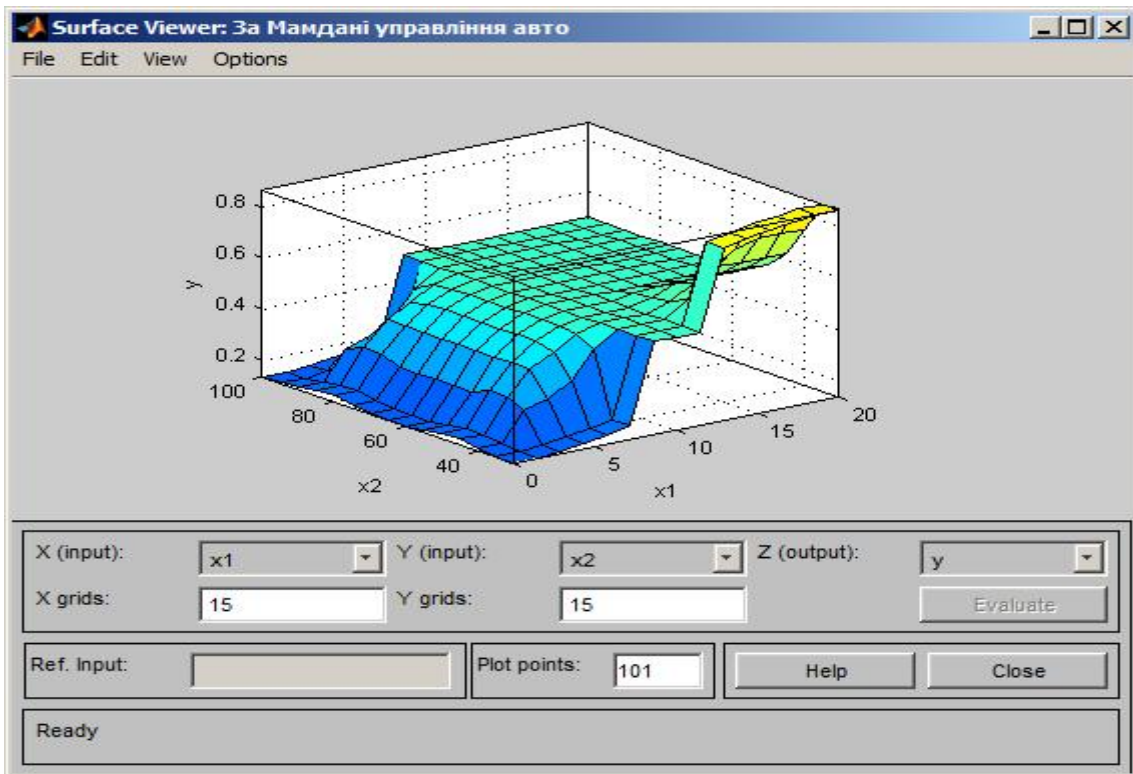 Surface Viewer: За Мамдані управління авто
File Edit View Options
0.8
0.6
0.4
0.2
y
100
80
60
40
x2
0
5
10
15
20
x1
X (input): x1 Y (input): x2 Z (output): y
X grids: 15 Y grids: 15 Evaluate
Ref. Input: Plot points: 101 Help Close
Ready